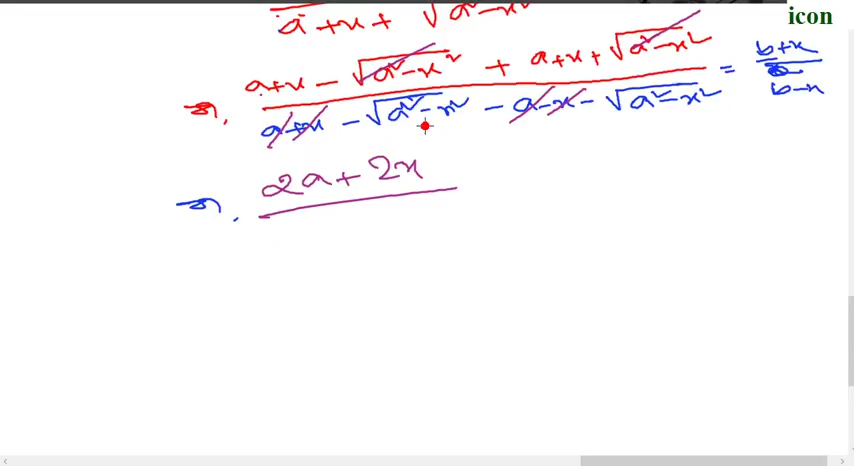 icon
a + x + √a² − x²
বা, a+x − √a² − x² + a+x + √a² − x² = b+x
a+x − √a² − x² − a − x − √a² − x² b − x
বা, 2a + 2x